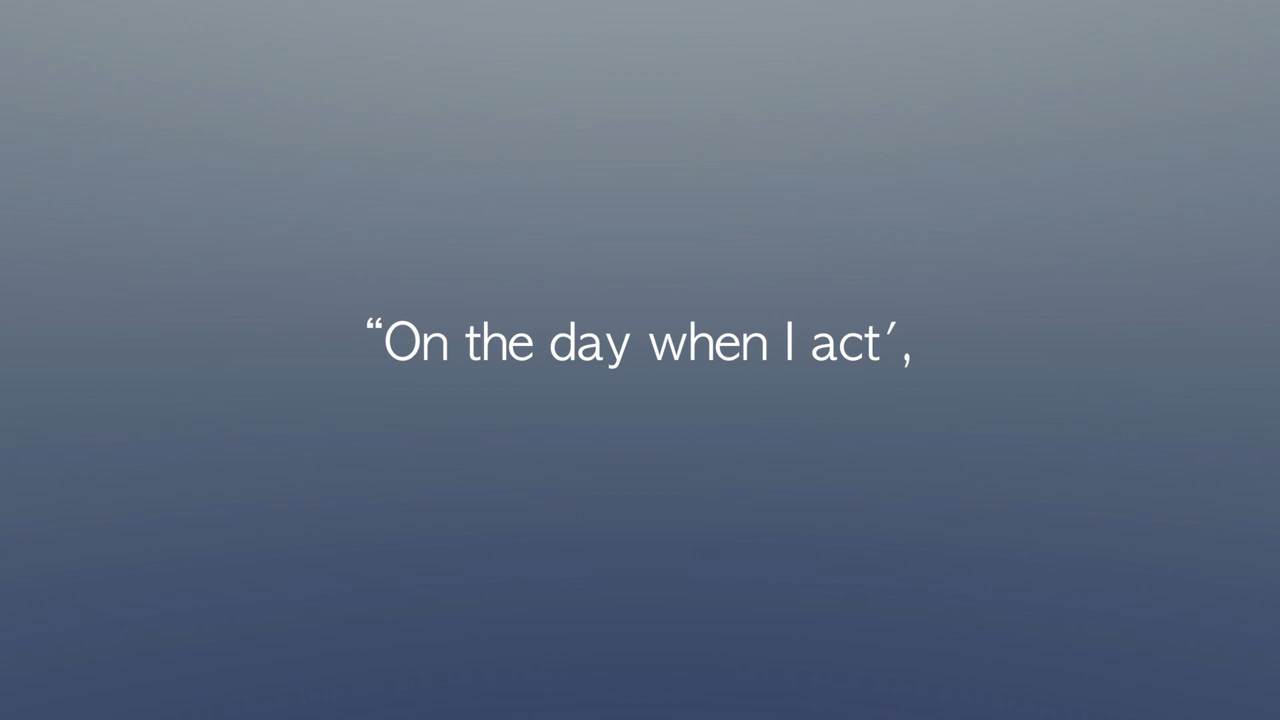 “On the day when I act′,